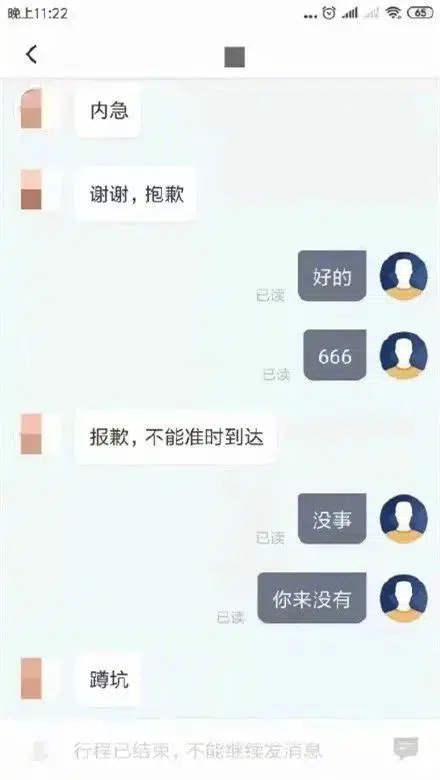 晚上11:22
65
内急
谢谢，抱歉
好的
已读
666
已读
报歉，不能准时到达
没事
已读
你来没有
已读
蹲坑
行程已结束，不能继续发消息